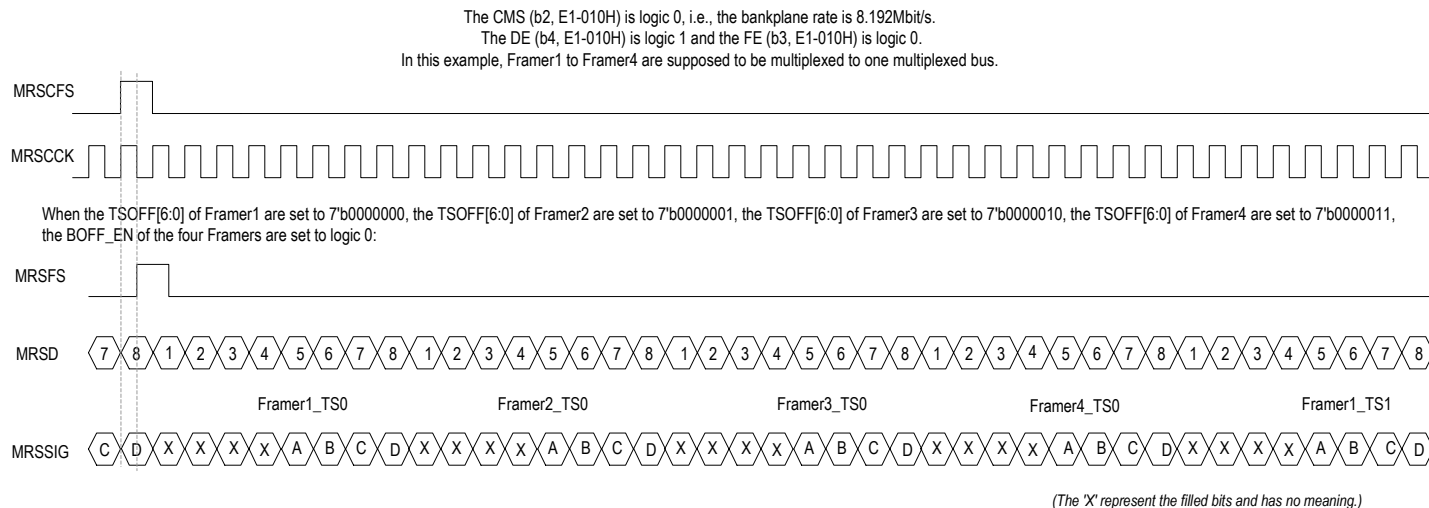 The CMS (b2, E1-010H) is logic 0, i.e., the bankplane rate is 8.192Mbit/s.
The DE (b4, E1-010H) is logic 1 and the FE (b3, E1-010H) is logic 0.
In this example, Framer1 to Framer4 are supposed to be multiplexed to one multiplexed bus.
MRSCFS
MRSCCK
When the TSOFF[6:0] of Framer1 are set to 7'b0000000, the TSOFF[6:0] of Framer2 are set to 7'b0000001, the TSOFF[6:0] of Framer3 are set to 7'b0000010, the TSOFF[6:0] of Framer4 are set to 7'b0000011,
the BOFF_EN of the four Framers are set to logic 0:
MRSFS
MRSD 7 8 1 2 3 4 5 6 7 8 1 2 3 4 5 6 7 8 1 2 3 4 5 6 7 8 1 2 3 4 5 6 7 8 1 2 3 4 5 6 7 8
Framer1_TS0 Framer2_TS0 Framer3_TS0 Framer4_TS0 Framer1_TS1
MRSSIG C D X X X X A B C D X X X X A B C D X X X X A B C D X X X X A B C D X X X X A B C D
(The 'X' represent the filled bits and has no meaning.)